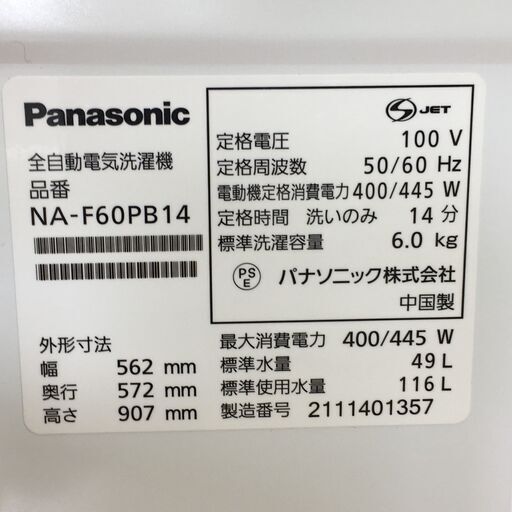 Panasonic
全自動電気洗濯機
品番
NA-F60PB14
外形寸法
幅 562 mm
奥行 572 mm
高さ 907 mm
S JET
定格電圧 100 V
定格周波数 50/60 Hz
電動機定格消費電力 400/445 W
定格時間 洗いのみ 14分
標準洗濯容量 6.0 kg
PS E パナソニック株式会社
中国製
最大消費電力 400/445 W
標準水量 49 L
標準使用水量 116 L
製造番号 2111401357